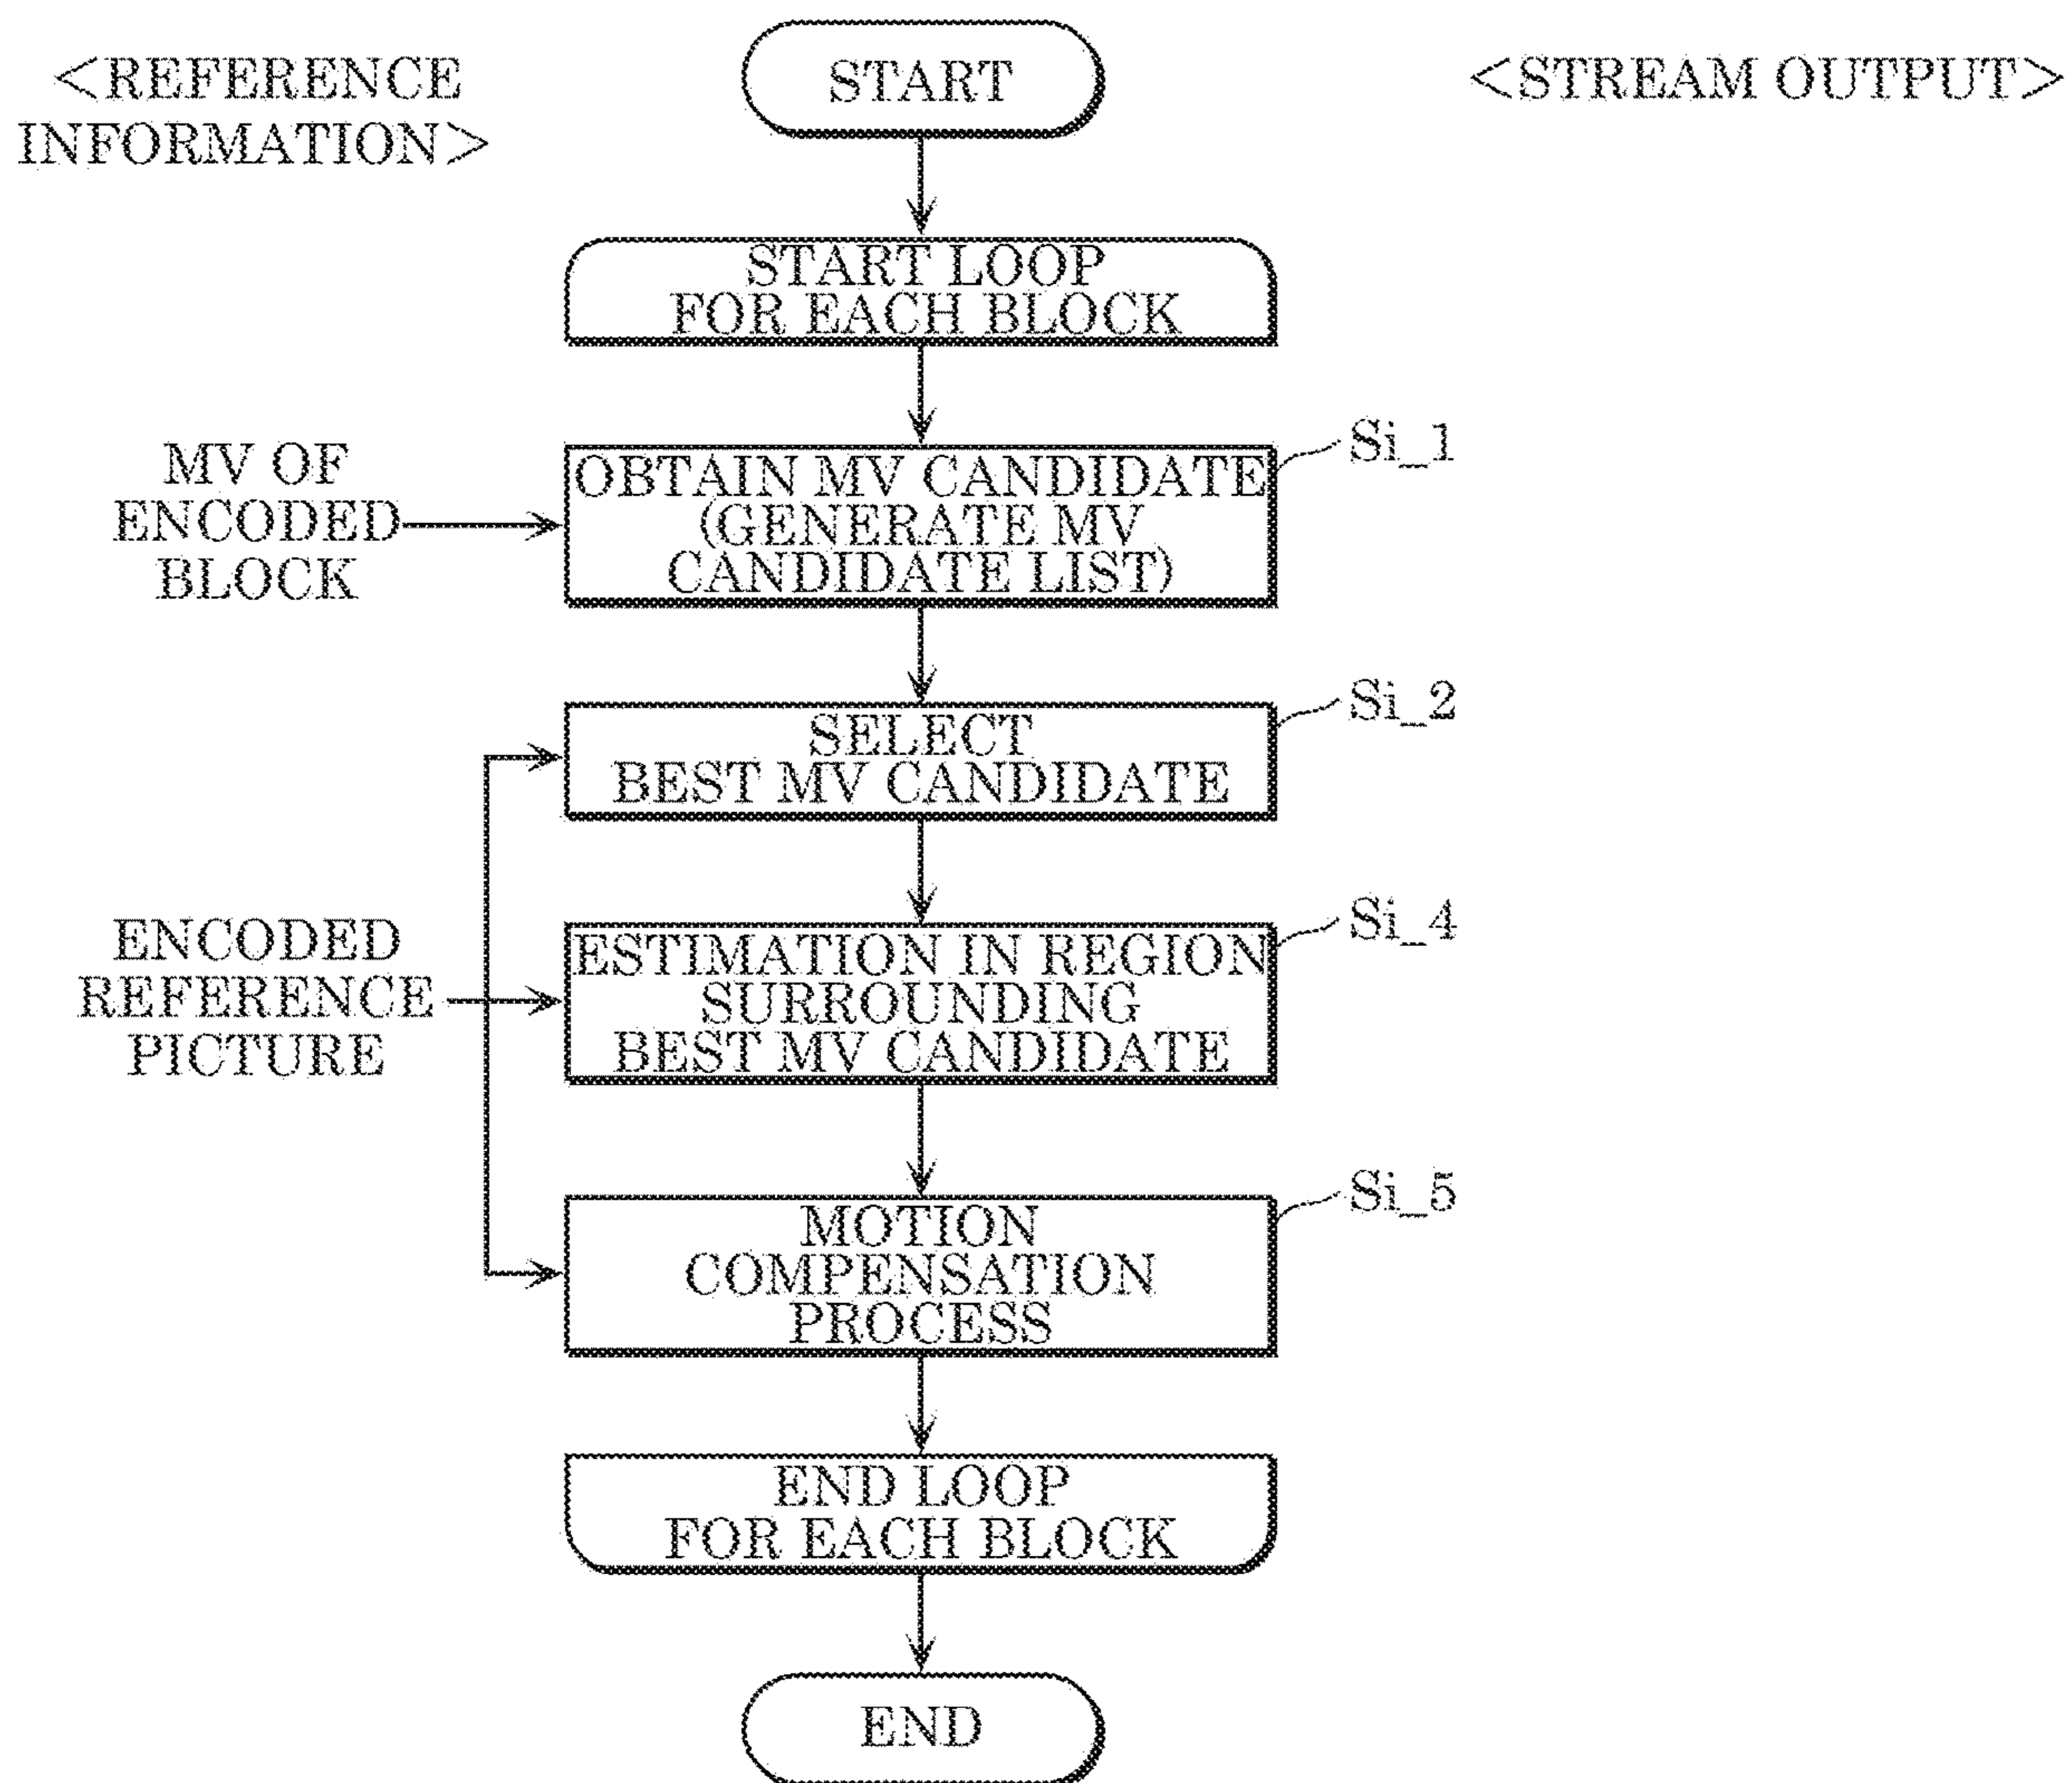 <REFERENCE
INFORMATION>
START
<STREAM OUTPUT>
START LOOP
FOR EACH BLOCK
MV OF
ENCODED
BLOCK
OBTAIN MV CANDIDATE
(GENERATE MV
CANDIDATE LIST)
Si_1
SELECT
BEST MV CANDIDATE
Si_2
ENCODED
REFERENCE
PICTURE
ESTIMATION IN REGION
SURROUNDING
BEST MV CANDIDATE
Si_4
MOTION
COMPENSATION
PROCESS
Si_5
END LOOP
FOR EACH BLOCK
END